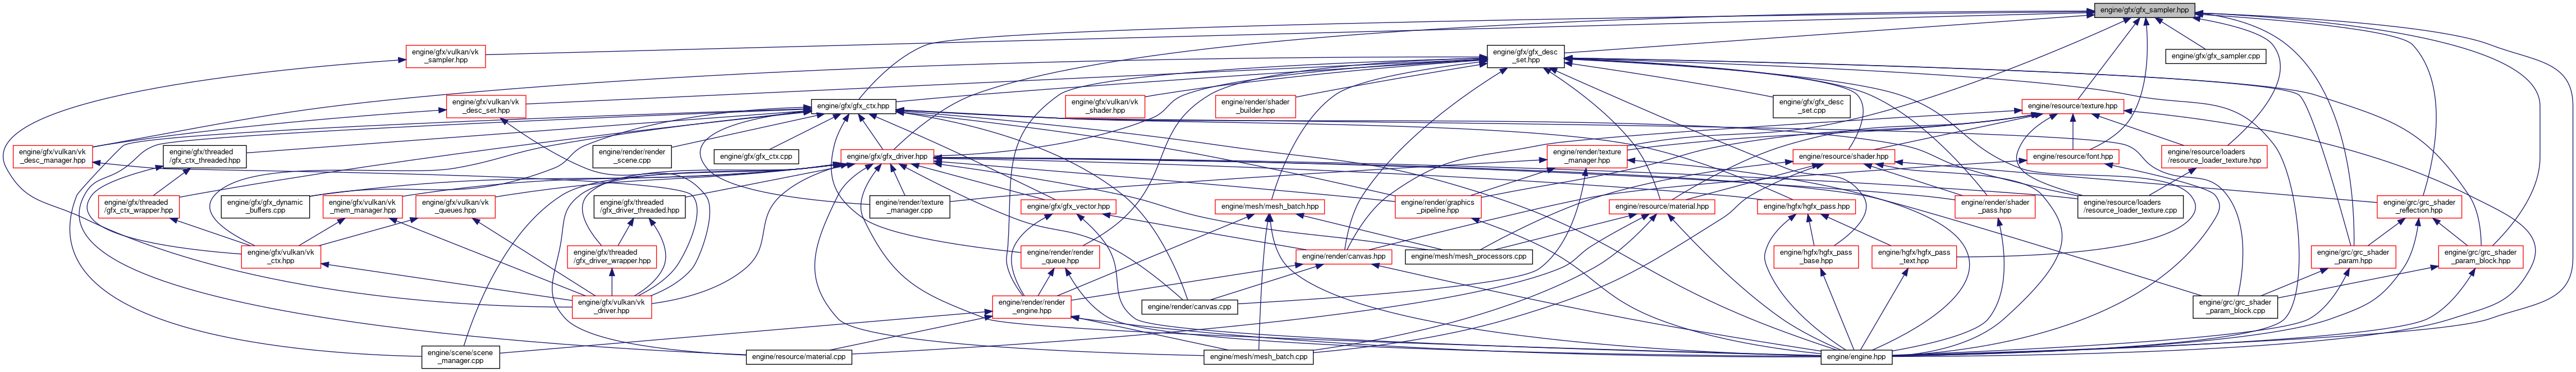 engine/gfx/gfx_sampler.hpp
engine/gfx/vulkan/vk
_sampler.hpp
engine/gfx/gfx_desc
_set.hpp
engine/gfx/gfx_sampler.cpp
engine/gfx/vulkan/vk
_desc_set.hpp
engine/gfx/gfx_ctx.hpp
engine/gfx/vulkan/vk
_shader.hpp
engine/render/shader
_builder.hpp
engine/gfx/gfx_desc
_set.cpp
engine/resource/texture.hpp
engine/gfx/vulkan/vk
_desc_manager.hpp
engine/gfx/threaded
/gfx_ctx_threaded.hpp
engine/render/render
_scene.cpp
engine/gfx/gfx_ctx.cpp
engine/gfx/gfx_driver.hpp
engine/render/texture
_manager.hpp
engine/resource/shader.hpp
engine/resource/font.hpp
engine/resource/loaders
/resource_loader_texture.hpp
engine/gfx/threaded
/gfx_ctx_wrapper.hpp
engine/gfx/gfx_dynamic
_buffers.cpp
engine/gfx/vulkan/vk
_mem_manager.hpp
engine/gfx/vulkan/vk
_queues.hpp
engine/gfx/threaded
/gfx_driver_threaded.hpp
engine/render/texture
_manager.cpp
engine/gfx/gfx_vector.hpp
engine/mesh/mesh_batch.hpp
engine/render/graphics
_pipeline.hpp
engine/resource/material.hpp
engine/hgfx/hgfx_pass.hpp
engine/render/shader
_pass.hpp
engine/resource/loaders
/resource_loader_texture.cpp
engine/grc/grc_shader
_reflection.hpp
engine/gfx/vulkan/vk
_ctx.hpp
engine/gfx/threaded
/gfx_driver_wrapper.hpp
engine/render/render
_queue.hpp
engine/render/canvas.hpp
engine/mesh/mesh_processors.cpp
engine/hgfx/hgfx_pass
_base.hpp
engine/hgfx/hgfx_pass
_text.hpp
engine/grc/grc_shader
_param.hpp
engine/grc/grc_shader
_param_block.hpp
engine/gfx/vulkan/vk
_driver.hpp
engine/render/render
_engine.hpp
engine/render/canvas.cpp
engine/grc/grc_shader
_param_block.cpp
engine/scene/scene
_manager.cpp
engine/resource/material.cpp
engine/mesh/mesh_batch.cpp
engine/engine.hpp